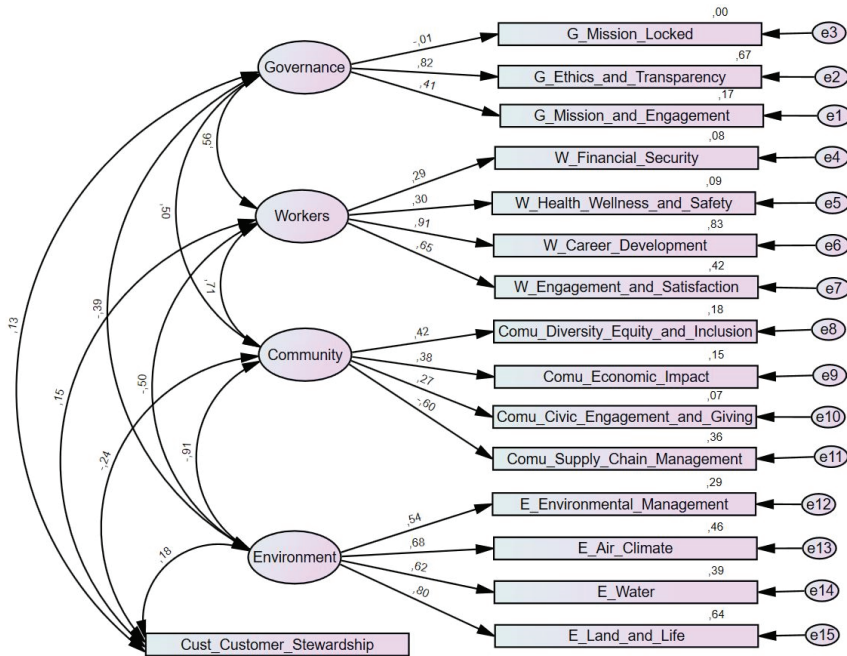 ,00
-,01
G_Mission_Locked
e3
Governance
,82
,67
G_Ethics_and_Transparency
e2
,41
,17
G_Mission_and_Engagement
e1
,56
,08
,29
W_Financial_Security
e4
,50
,09
,30
W_Health_Wellness_and_Safety
e5
Workers
,91
,83
W_Career_Development
e6
,65
,42
W_Engagement_and_Satisfaction
e7
,71
,13
-,39
,18
,42
Comu_Diversity_Equity_and_Inclusion
e8
Community
,38
,15
Comu_Economic_Impact
e9
,15
-,50
,27
,07
Comu_Civic_Engagement_and_Giving
e10
-,60
,36
Comu_Supply_Chain_Management
e11
-,24
-,91
,29
,54
E_Environmental_Management
e12
,46
,68
E_Air_Climate
e13
Environment
,18
,62
,39
E_Water
e14
,80
,64
E_Land_and_Life
e15
Cust_Customer_Stewardship